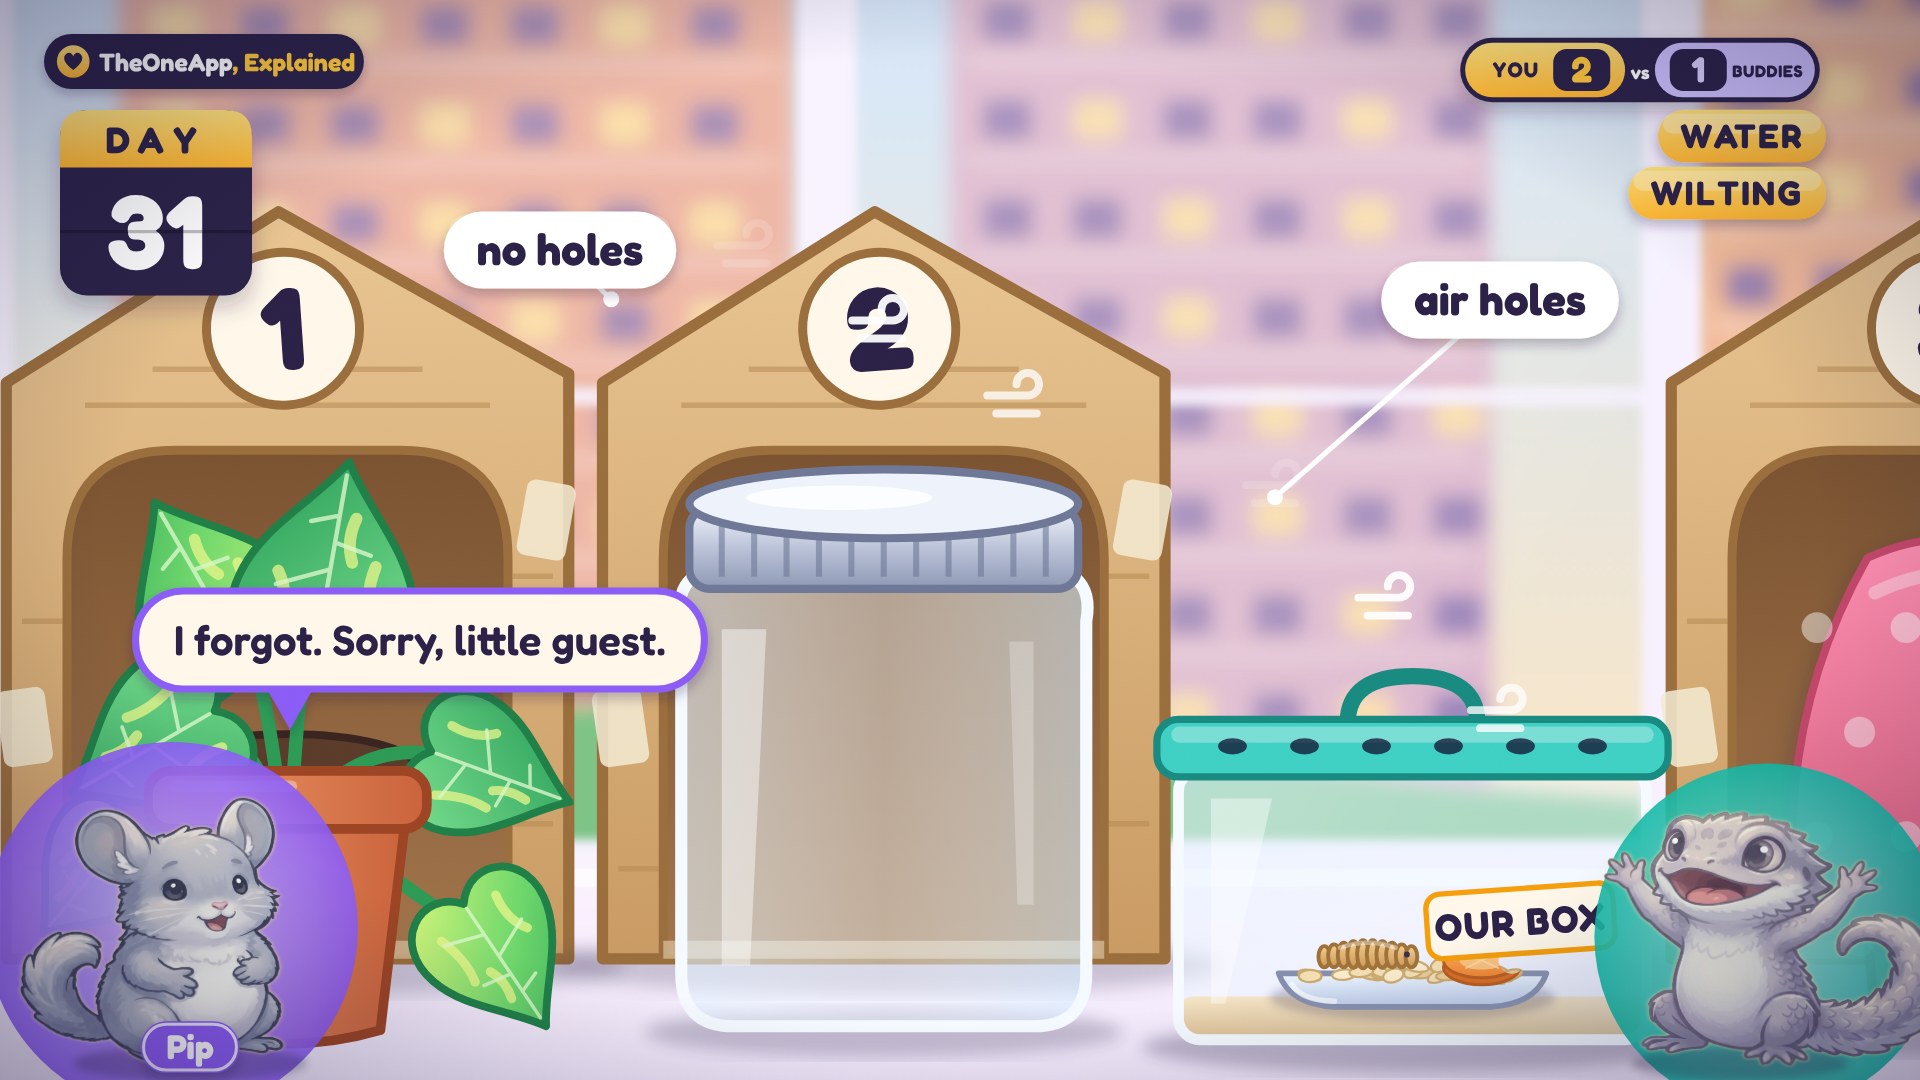 TheOneApp, Explained
DAY
31
YOU 2 vs 1 BUDDIES
WATER
WILTING
no holes
air holes
1
2
I forgot. Sorry, little guest.
OUR BOX
Pip